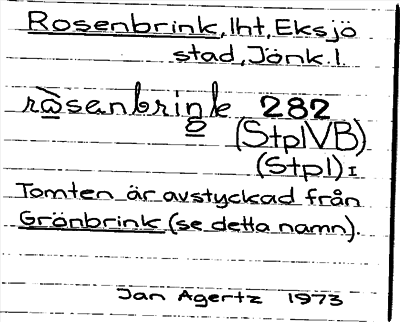 Rosenbrink, lht, Eksjö
stad, Jönk. l.
ràsenbrink 282
(StplVB)
(Stpl) I
Tomten är avstyckad från
Grönbrink (se detta namn).
Jan Agertz 1973